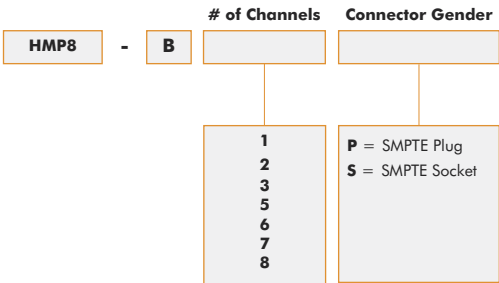 # of Channels Connector Gender
HMP8 - B
1
2
3
5
6
7
8
P = SMPTE Plug
S = SMPTE Socket